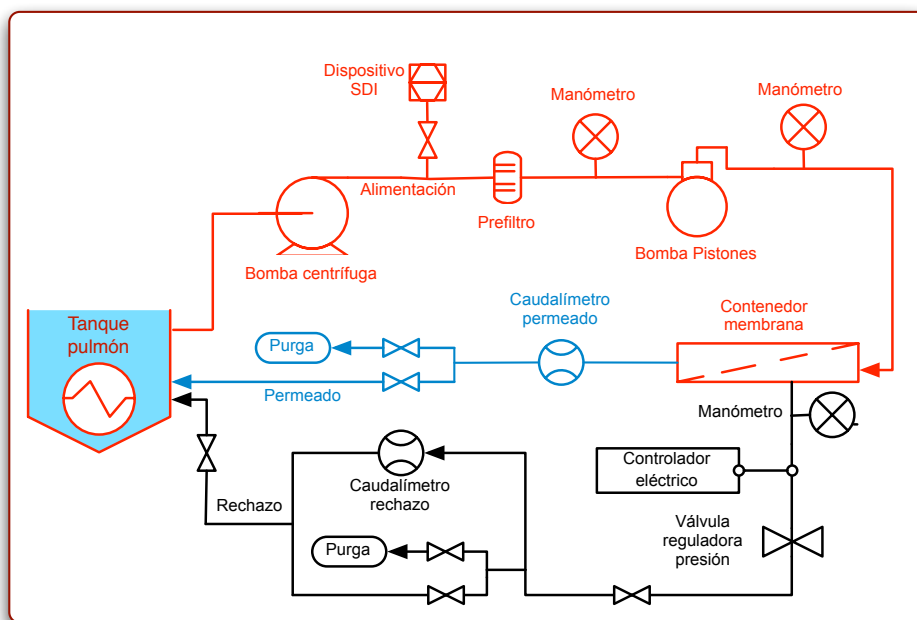 Dispositivo
SDI
Manómetro
Manómetro
Alimentación
Prefiltro
Bomba centrífuga
Bomba Pistones
Tanque
pulmón
Purga
Caudalímetro
permeado
Contenedor
membrana
Permeado
Manómetro
Controlador
eléctrico
Caudalímetro
rechazo
Rechazo
Purga
Válvula
reguladora
presión